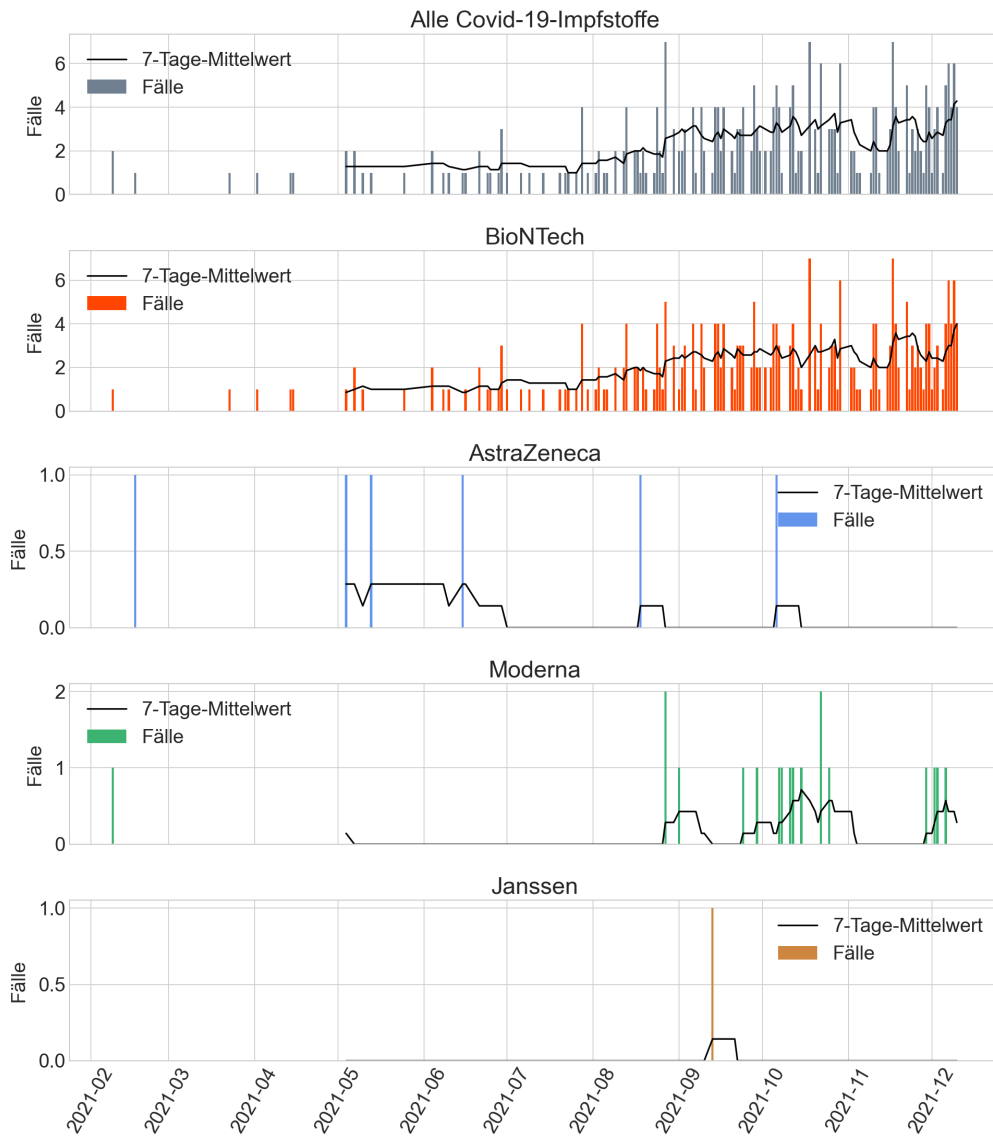 Alle Covid-19-Impfstoffe
Fälle
6
4
2
0
7-Tage-Mittelwert
Fälle
BioNTech
Fälle
6
4
2
0
7-Tage-Mittelwert
Fälle
AstraZeneca
Fälle
1.0
0.5
0.0
7-Tage-Mittelwert
Fälle
Moderna
Fälle
2
1
0
7-Tage-Mittelwert
Fälle
Janssen
Fälle
1.0
0.5
0.0
7-Tage-Mittelwert
Fälle
2021-02
2021-03
2021-04
2021-05
2021-06
2021-07
2021-08
2021-09
2021-10
2021-11
2021-12